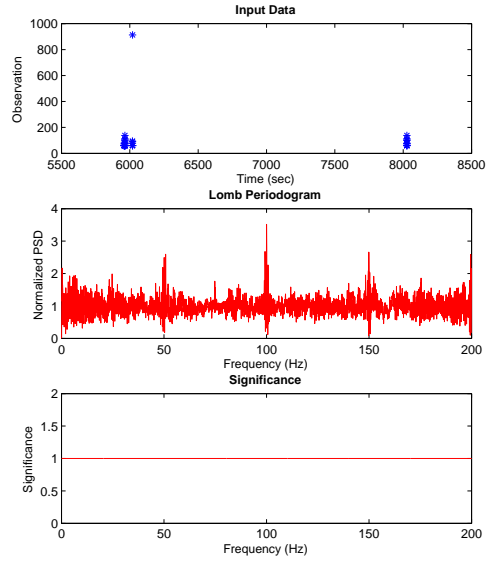 Input Data
1000
800
600
400
200
0
Observation
5500 6000 6500 7000 7500 8000 8500
Time (sec)
Lomb Periodogram
4
3
2
1
0
Normalized PSD
0 50 100 150 200
Frequency (Hz)
Significance
2
1.5
1
0.5
0
Significance
0 50 100 150 200
Frequency (Hz)